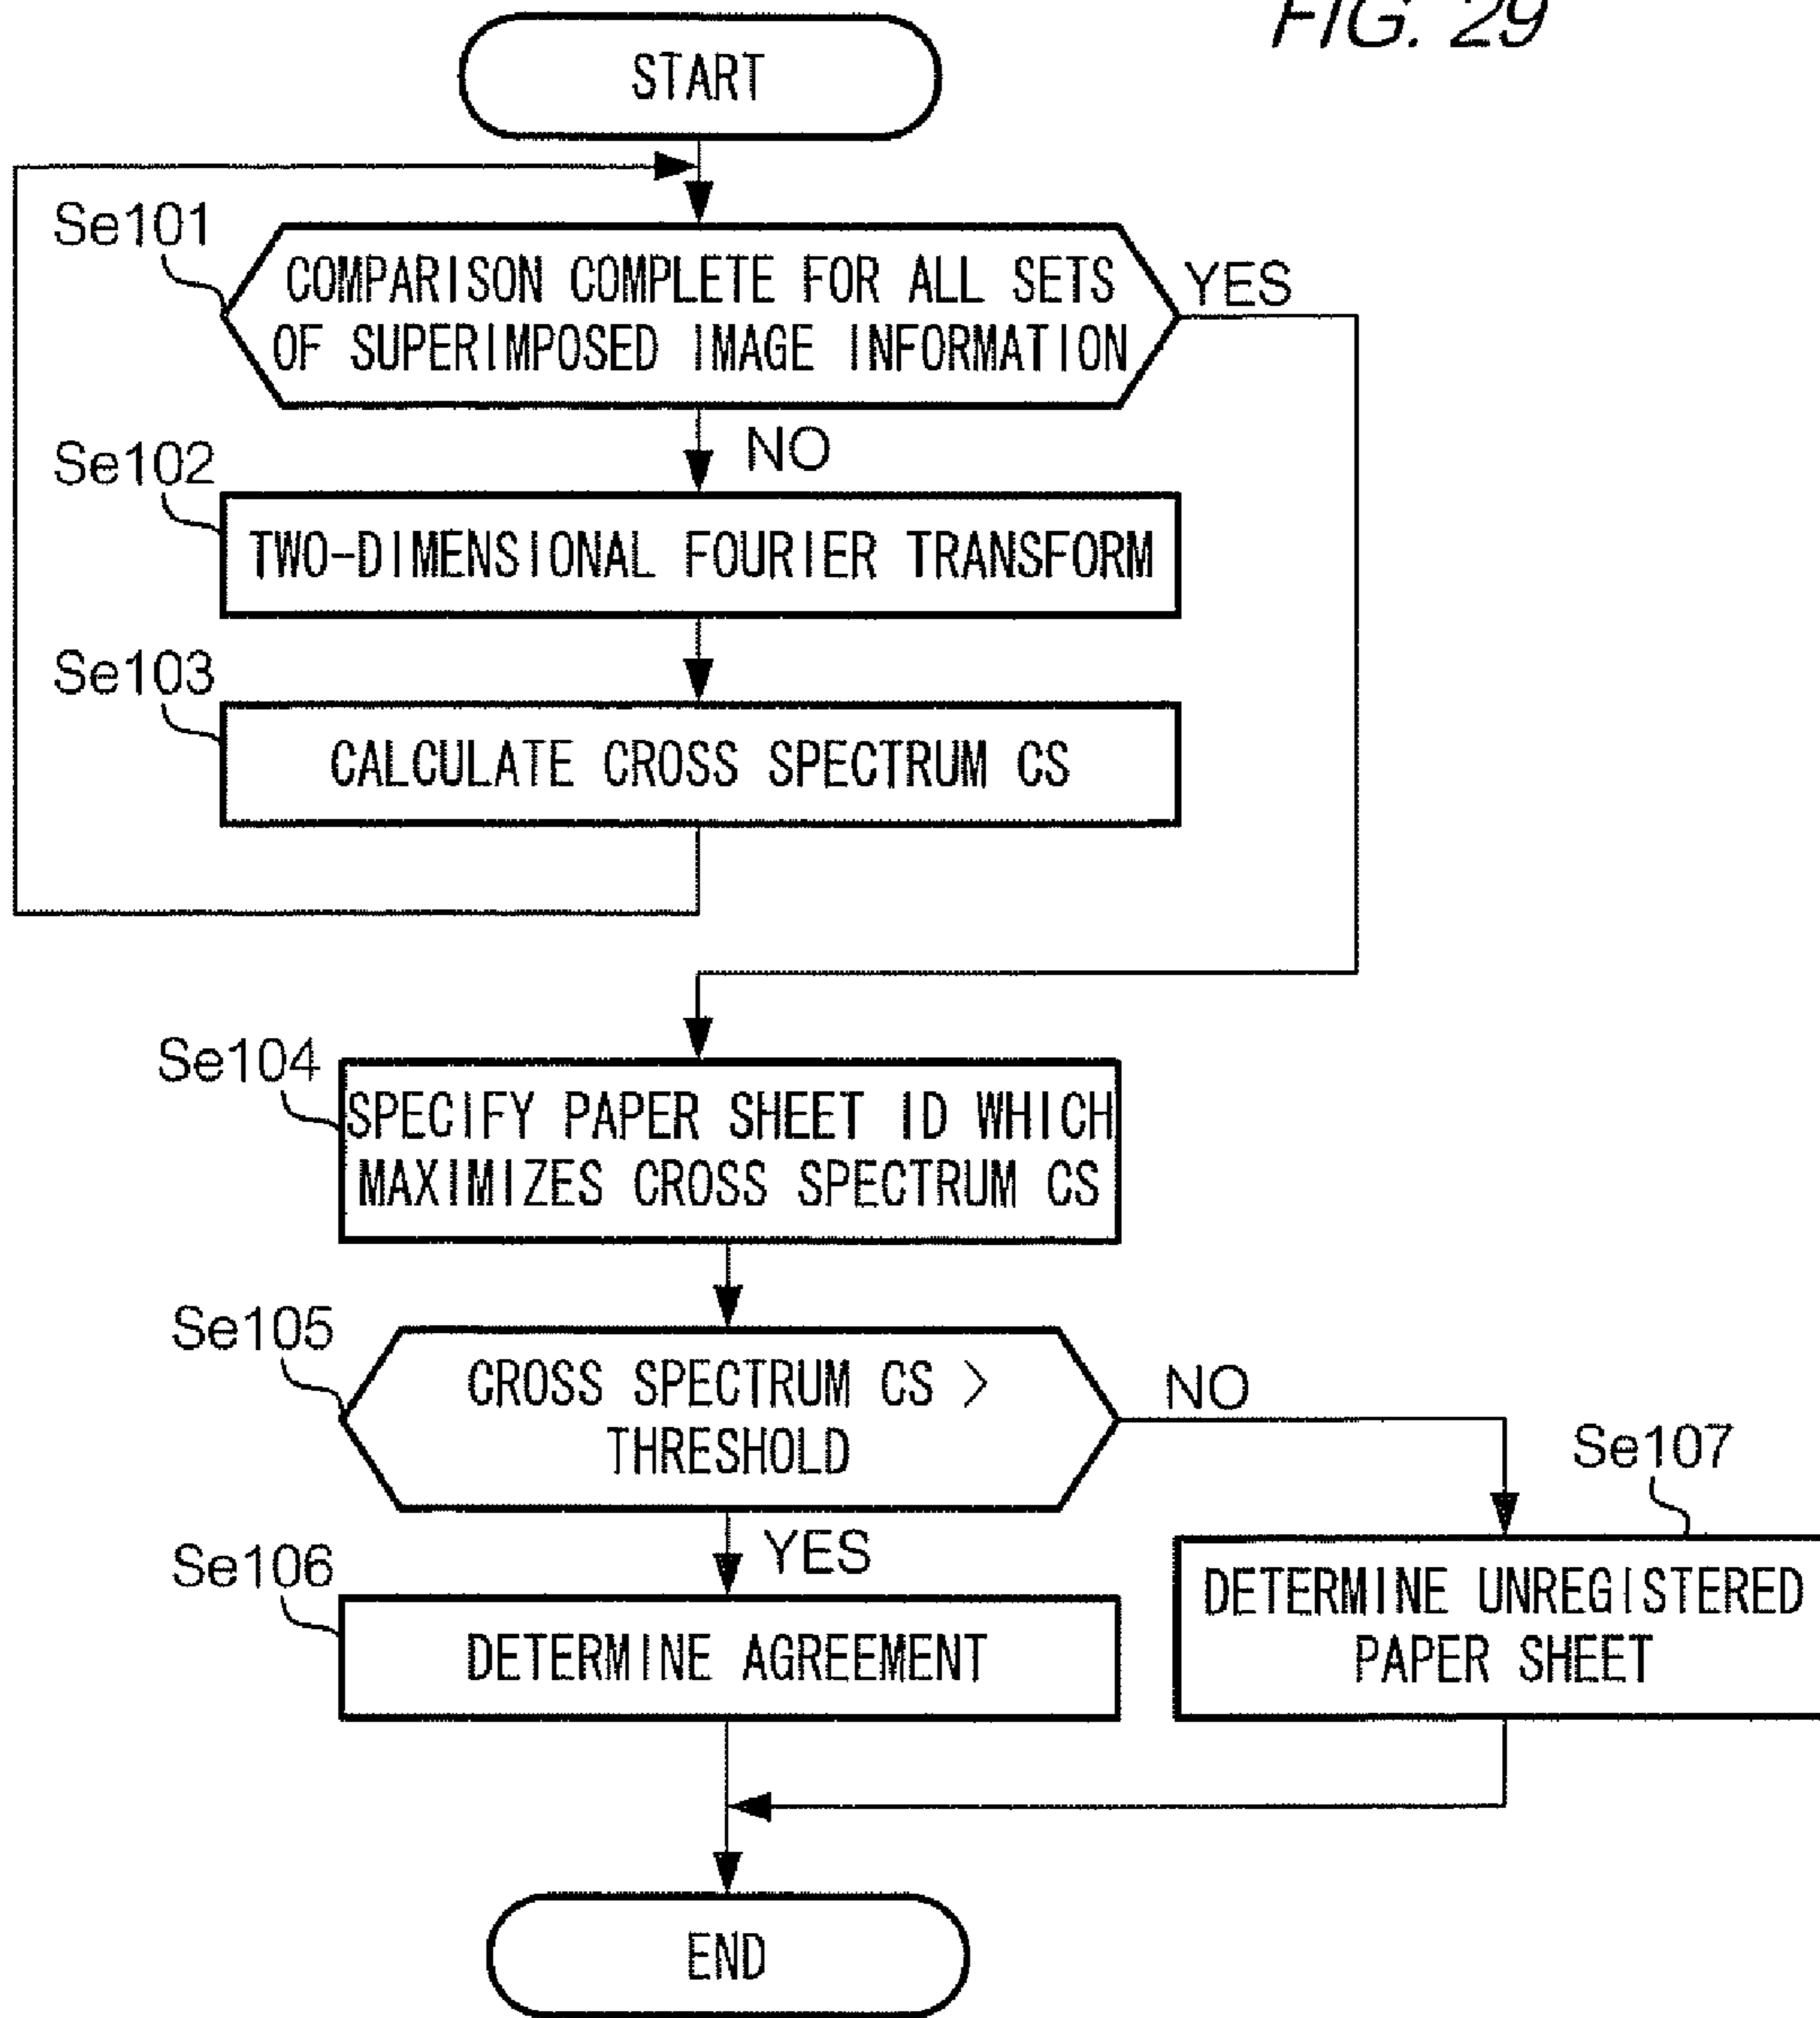 FIG. 29
START
Se101
COMPARISON COMPLETE FOR ALL SETS
OF SUPERIMPOSED IMAGE INFORMATION
YES
NO
Se102
TWO-DIMENSIONAL FOURIER TRANSFORM
Se103
CALCULATE CROSS SPECTRUM CS
Se104
SPECIFY PAPER SHEET ID WHICH
MAXIMIZES CROSS SPECTRUM CS
Se105
CROSS SPECTRUM CS >
THRESHOLD
NO
YES
Se106
DETERMINE AGREEMENT
Se107
DETERMINE UNREGISTERED
PAPER SHEET
END